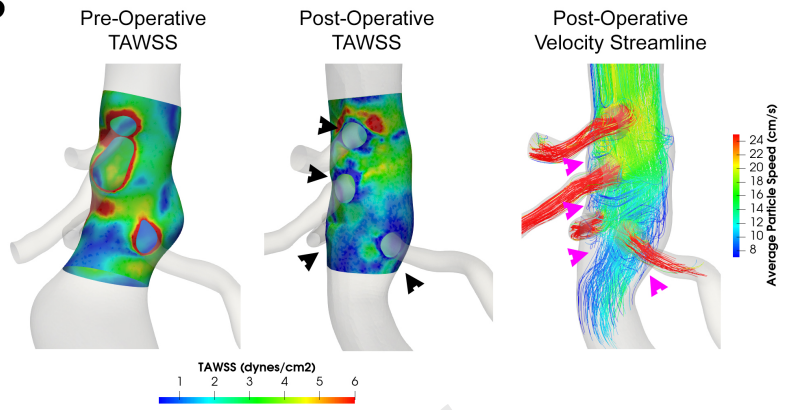 Pre-Operative
TAWSS
Post-Operative
TAWSS
Post-Operative
Velocity Streamline
24
22
20
18
16
14
12
10
8
Average Particle Speed (cm/s)
TAWSS (dynes/cm2)
1 2 3 4 5 6